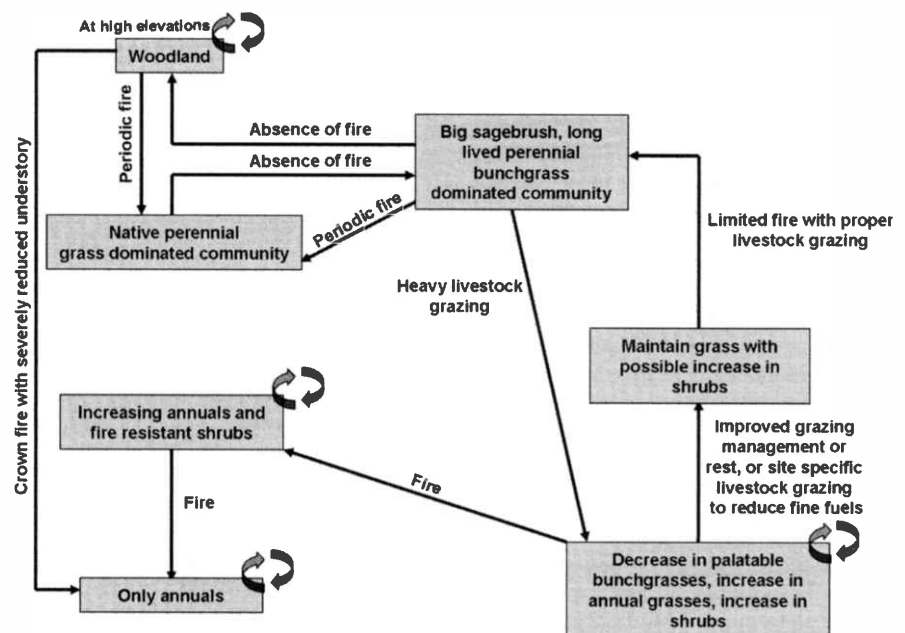 At high elevations
Woodland
Crown fire with severely reduced understory
Periodic fire
Absence of fire
Absence of fire
Big sagebrush, long
lived perennial
bunchgrass
dominated community
Native perennial
grass dominated community
Periodic fire
Limited fire with proper
livestock grazing
Heavy livestock
grazing
Maintain grass with
possible increase in
shrubs
Increasing annuals and
fire resistant shrubs
Improved grazing
management or
rest, or site specific
livestock grazing
to reduce fine fuels
Fire
Fire
Only annuals
Decrease in palatable
bunchgrasses, increase in
annual grasses, increase in
shrubs